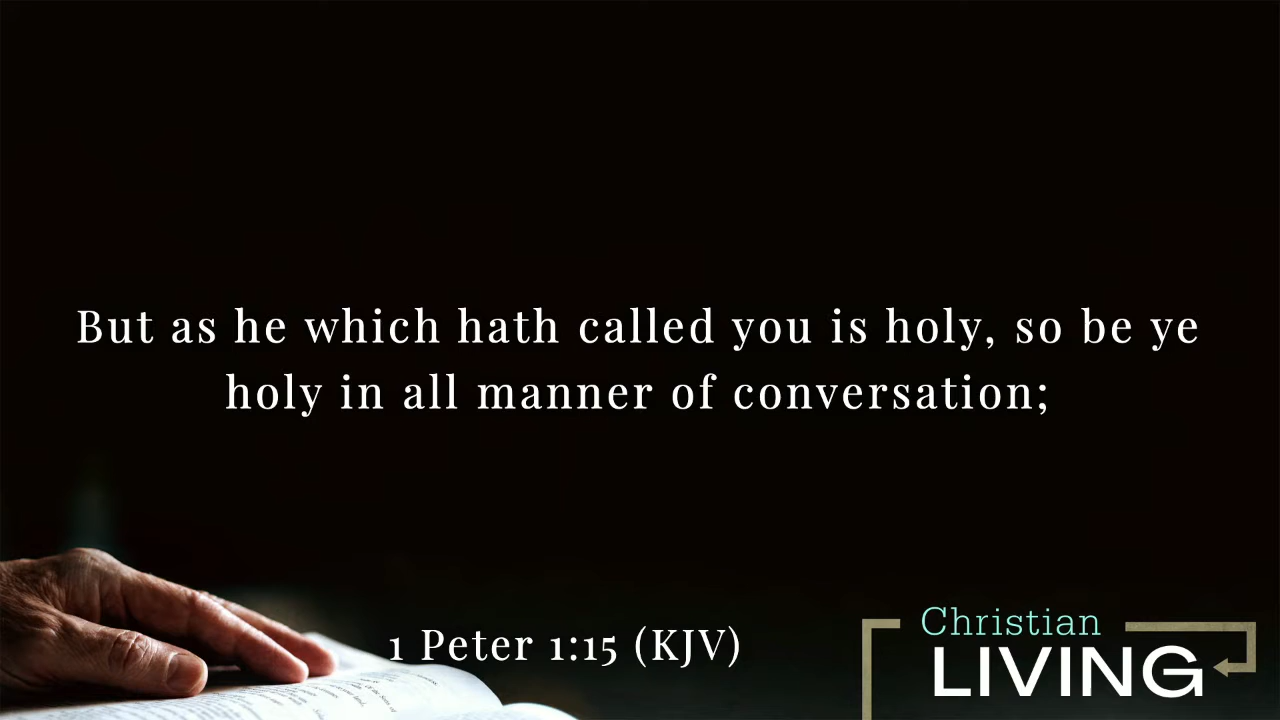 But as he which hath called you is holy, so be ye
holy in all manner of conversation;
1 Peter 1:15 (KJV)
Christian
LIVING